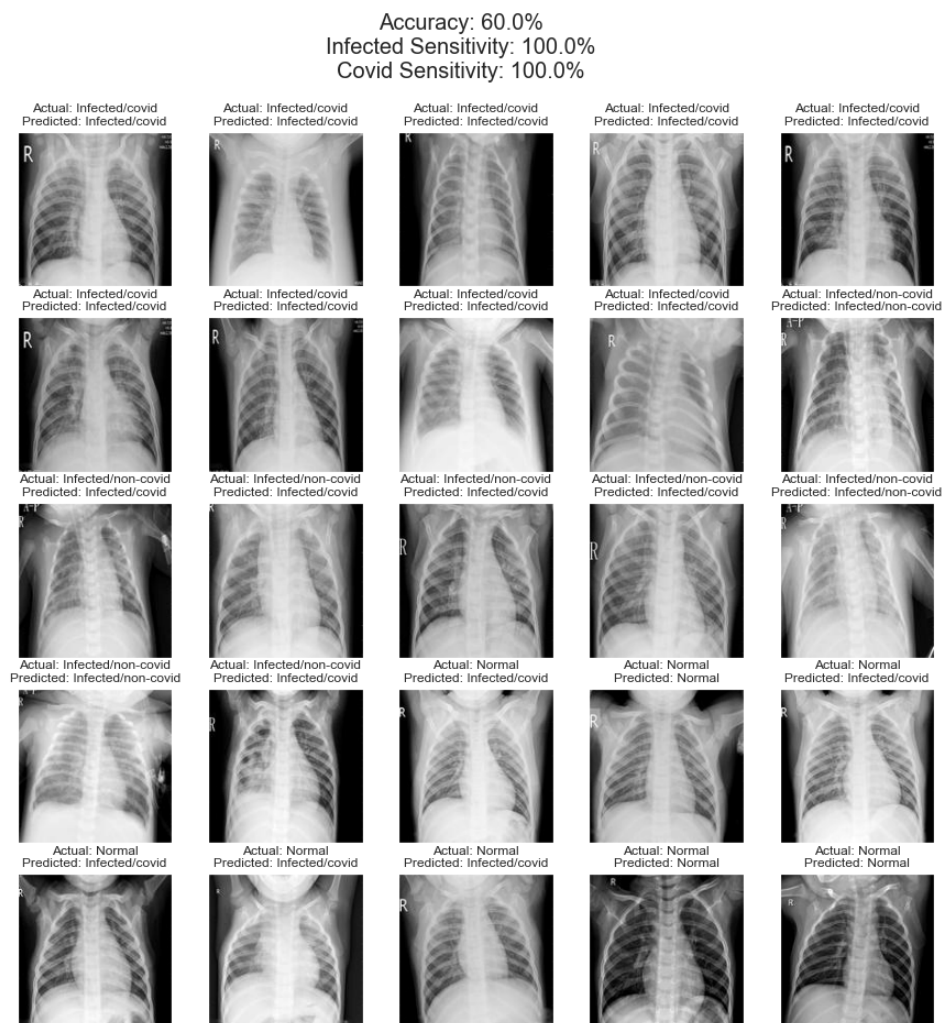 Accuracy: 60.0%
Infected Sensitivity: 100.0%
Covid Sensitivity: 100.0%
Actual: Infected/covid
Predicted: Infected/covid
Actual: Infected/covid
Predicted: Infected/covid
Actual: Infected/covid
Predicted: Infected/covid
Actual: Infected/covid
Predicted: Infected/covid
Actual: Infected/covid
Predicted: Infected/covid
R
R
R
R
R
Actual: Infected/covid
Predicted: Infected/covid
Actual: Infected/covid
Predicted: Infected/covid
Actual: Infected/covid
Predicted: Infected/covid
Actual: Infected/covid
Predicted: Infected/covid
Actual: Infected/non-covid
Predicted: Infected/non-covid
R
R
R
A-P
R
Actual: Infected/non-covid
Predicted: Infected/covid
Actual: Infected/non-covid
Predicted: Infected/covid
Actual: Infected/non-covid
Predicted: Infected/covid
Actual: Infected/non-covid
Predicted: Infected/covid
Actual: Infected/non-covid
Predicted: Infected/non-covid
R
R
R
R
R
Actual: Infected/non-covid
Predicted: Infected/non-covid
Actual: Infected/non-covid
Predicted: Infected/covid
Actual: Normal
Predicted: Infected/covid
Actual: Normal
Predicted: Normal
Actual: Normal
Predicted: Infected/covid
R
R
R
R
R
Actual: Normal
Predicted: Infected/covid
Actual: Normal
Predicted: Infected/covid
Actual: Normal
Predicted: Infected/covid
Actual: Normal
Predicted: Normal
Actual: Normal
Predicted: Normal
R
R
R
R
R